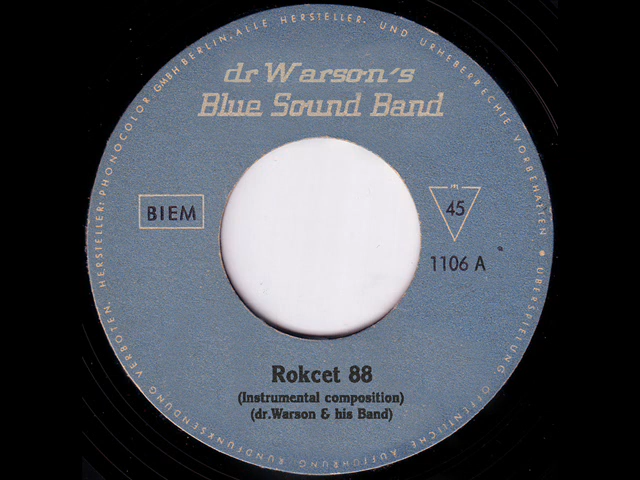 dr Warson's
Blue Sound Band
BIEM
45
1106 A
Rokcet 88
(Instrumental composition)
(dr.Warson & his Band)
HERSTELLER: PHONOCOLOR GMBH BERLIN. ALLE HERSTELLER- UND URHEBERRECHTE VORBEHALTEN • ÜBERSPIELUNG ÖFFENTLICHE AUFFÜHRUNG RUNDFUNKSENDUNG VERBOTEN.